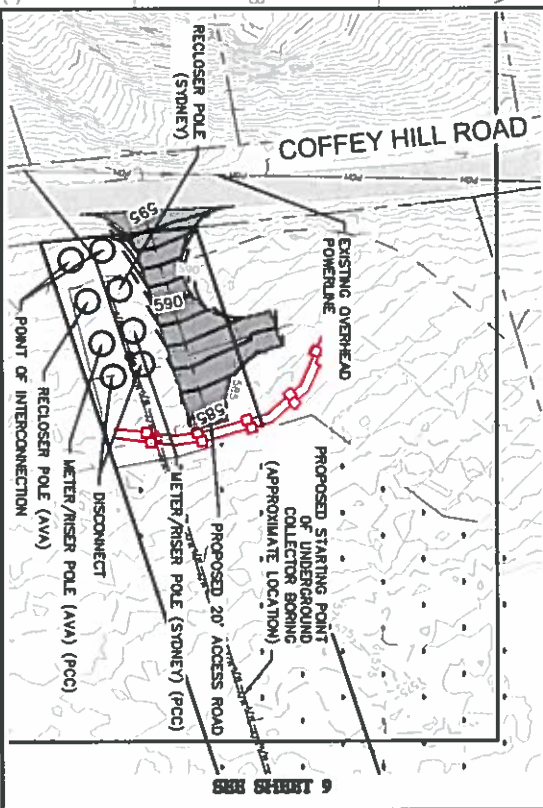 COFFEY HILL ROAD
RECLOSER POLE
(SYDNEY)
EXISTING OVERHEAD
POWERLINE
595
590
590
585
585
PROPOSED STARTING POINT
OF UNDERGROUND
COLLECTOR BORING
(APPROXIMATE LOCATION)
PROPOSED 20' ACCESS ROAD
METER/RISER POLE (SYDNEY) (PCC)
DISCONNECT
METER/RISER POLE (AVA) (PCC)
RECLOSER POLE (AVA)
POINT OF INTERCONNECTION
SEE SHEET 9